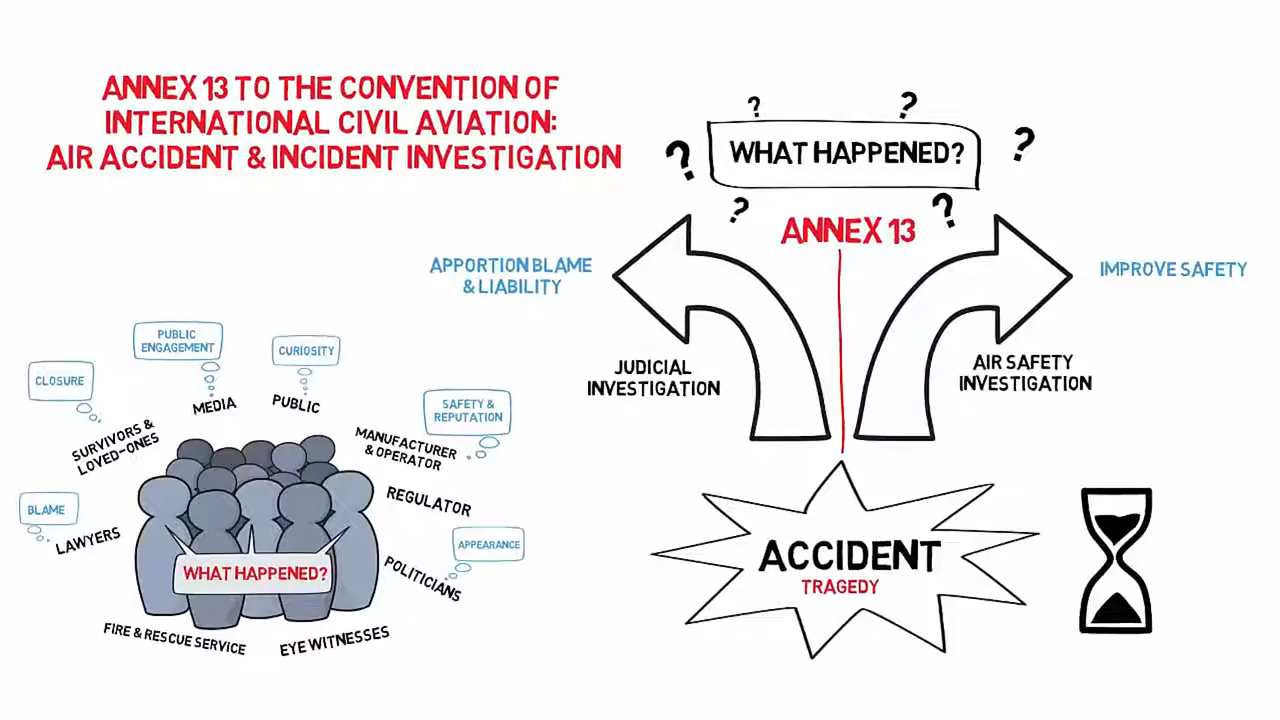 ANNEX 13 TO THE CONVENTION OF
INTERNATIONAL CIVIL AVIATION:
AIR ACCIDENT & INCIDENT INVESTIGATION
? ?
? WHAT HAPPENED? ?
? ?
ANNEX 13
APPORTION BLAME
& LIABILITY
IMPROVE SAFETY
JUDICIAL
INVESTIGATION
AIR SAFETY
INVESTIGATION
ACCIDENT
TRAGEDY
PUBLIC
ENGAGEMENT
CURIOSITY
CLOSURE
MEDIA
PUBLIC
SAFETY &
REPUTATION
SURVIVORS &
LOVED-ONES
MANUFACTURER
& OPERATOR
REGULATOR
BLAME
LAWYERS
APPEARANCE
POLITICIANS
WHAT HAPPENED?
FIRE & RESCUE SERVICE
EYE WITNESSES